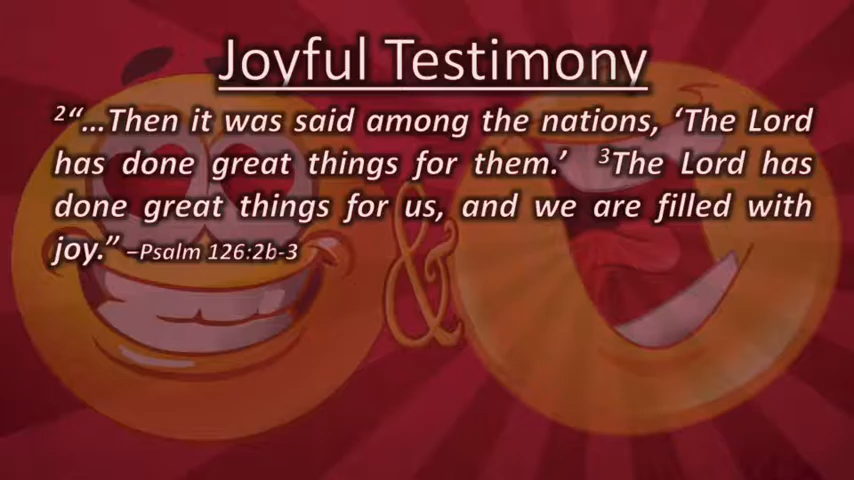 Joyful Testimony
²“…Then it was said among the nations, ‘The Lord
has done great things for them.’ ³The Lord has
done great things for us, and we are filled with
joy.” –Psalm 126:2b-3
&